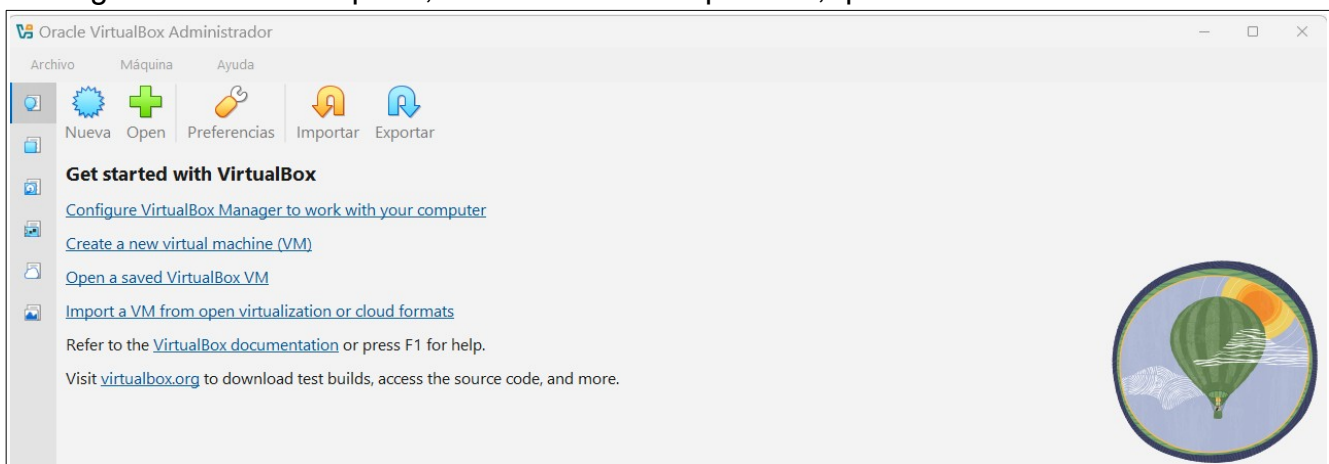 Oracle VirtualBox Administrador
Archivo Máquina Ayuda
Nueva Open Preferencias Importar Exportar
Get started with VirtualBox
Configure VirtualBox Manager to work with your computer
Create a new virtual machine (VM)
Open a saved VirtualBox VM
Import a VM from open virtualization or cloud formats
Refer to the VirtualBox documentation or press F1 for help.
Visit virtualbox.org to download test builds, access the source code, and more.